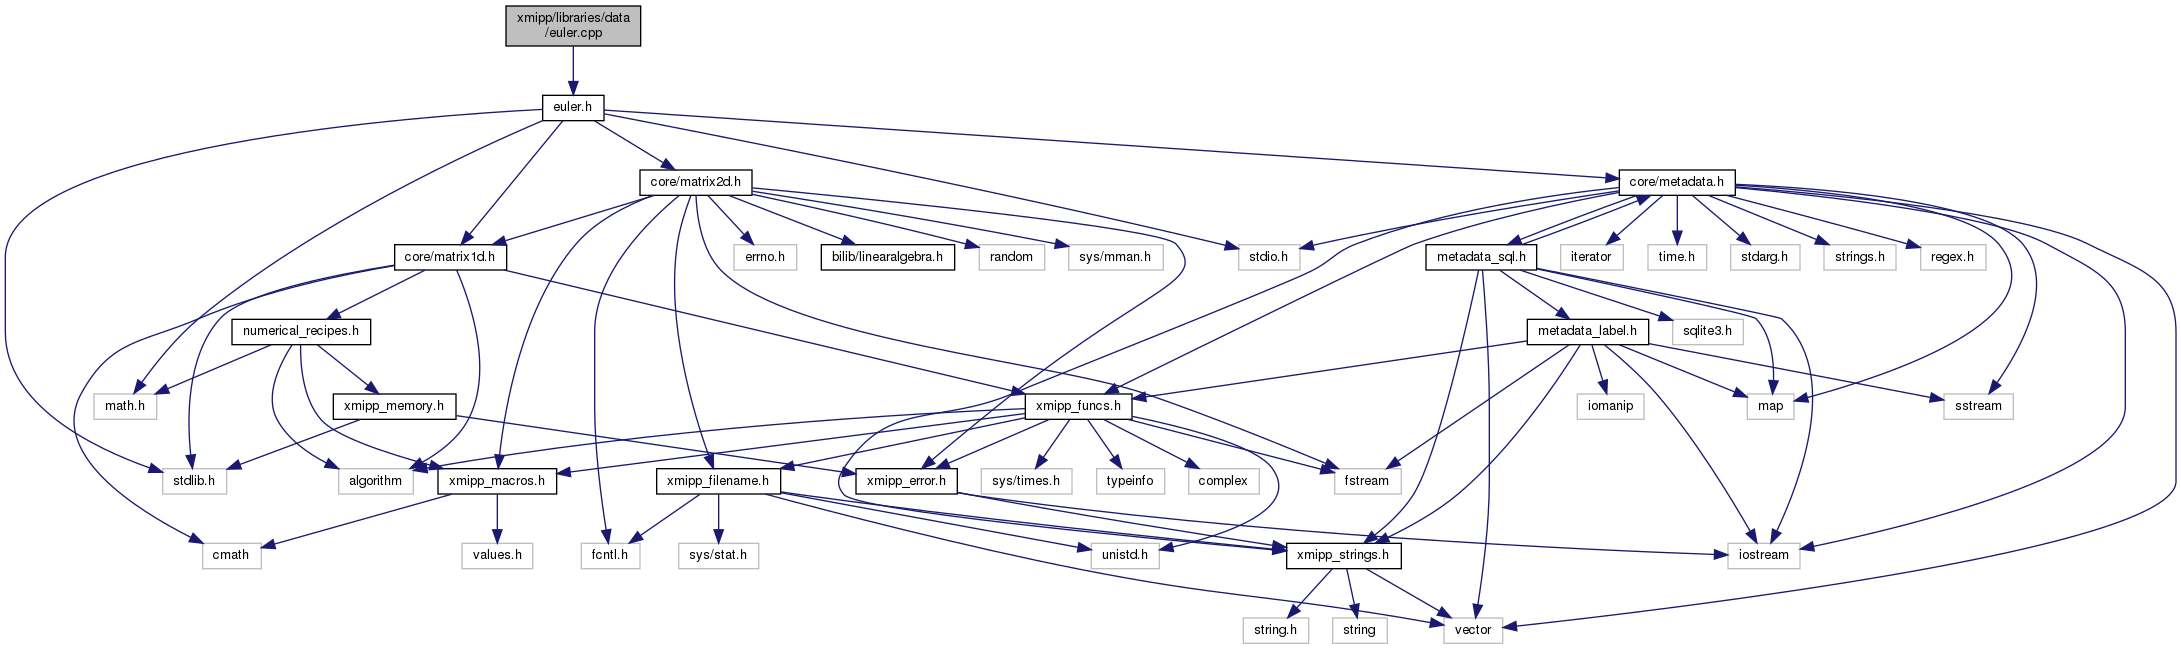 xmipp/libraries/data
/euler.cpp
euler.h
core/matrix2d.h
core/metadata.h
core/matrix1d.h
errno.h
bilib/linearalgebra.h
random
sys/mman.h
stdio.h
metadata_sql.h
iterator
time.h
stdarg.h
strings.h
regex.h
numerical_recipes.h
metadata_label.h
sqlite3.h
math.h
xmipp_memory.h
xmipp_funcs.h
iomanip
map
sstream
stdlib.h
algorithm
xmipp_macros.h
xmipp_filename.h
xmipp_error.h
sys/times.h
typeinfo
complex
fstream
cmath
values.h
fcntl.h
sys/stat.h
unistd.h
xmipp_strings.h
iostream
string.h
string
vector